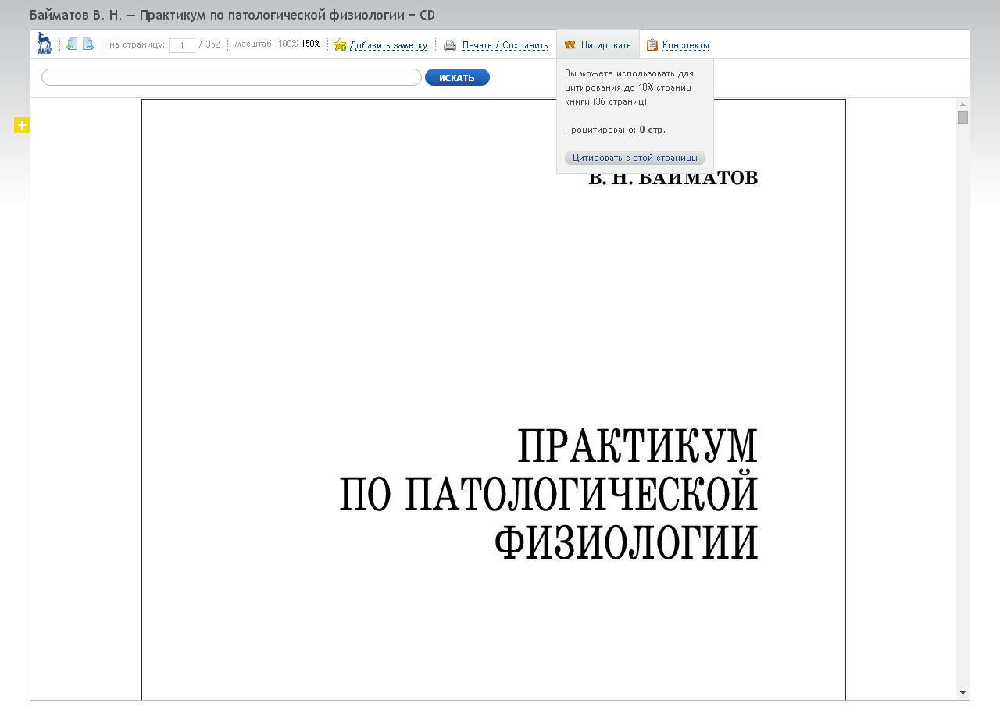 Байматов В. Н. — Практикум по патологической физиологии + CD
ЛАНЬ
на страницу: 1 / 352 масштаб: 100% 150% Добавить заметку Печать / Сохранить Цитировать Конспекты
ИСКАТЬ
Вы можете использовать для
цитирования до 10% страниц
книги (36 страниц)
Процитировано: 0 стр.
Цитировать с этой страницы
В. Н. БАЙМАТОВ
ПРАКТИКУМ
ПО ПАТОЛОГИЧЕСКОЙ
ФИЗИОЛОГИИ